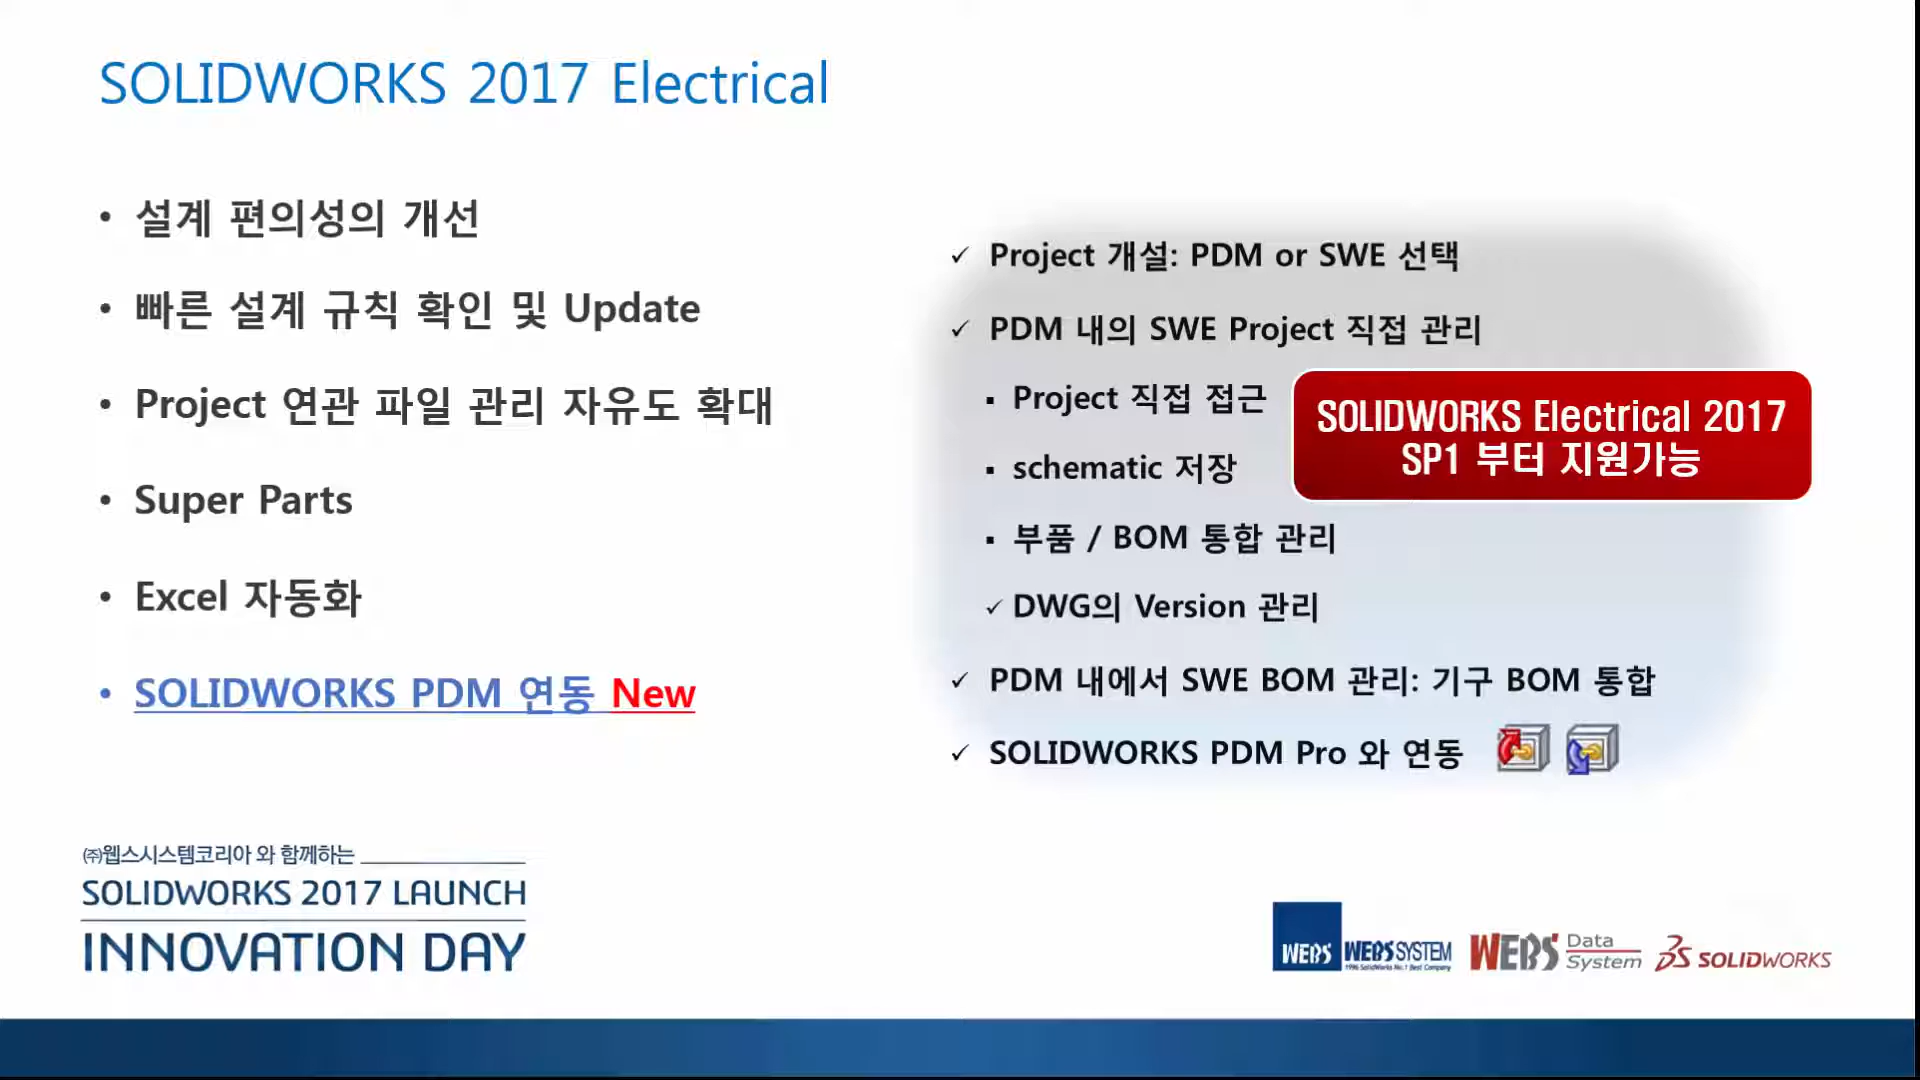 SOLIDWORKS 2017 Electrical
• 설계 편의성의 개선
• 빠른 설계 규칙 확인 및 Update
• Project 연관 파일 관리 자유도 확대
• Super Parts
• Excel 자동화
• SOLIDWORKS PDM 연동 New
✓ Project 개설: PDM or SWE 선택
✓ PDM 내의 SWE Project 직접 관리
▪ Project 직접 접근
▪ schematic 저장
▪ 부품 / BOM 통합 관리
✓ DWG의 Version 관리
✓ PDM 내에서 SWE BOM 관리: 기구 BOM 통합
✓ SOLIDWORKS PDM Pro 와 연동
SOLIDWORKS Electrical 2017
SP1 부터 지원가능
㈜웹스시스템코리아 와 함께하는
SOLIDWORKS 2017 LAUNCH
INNOVATION DAY
WEBS WEBSSYSTEM
1996 SolidWorks No.1 Best Company
WEBS Data System
SOLIDWORKS